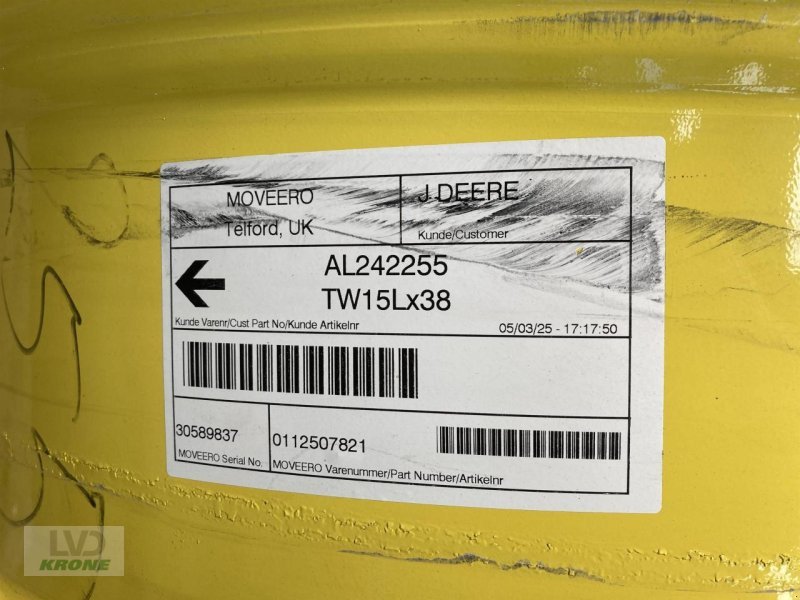 MOVEERO
Telford, UK
J DEERE
Kunde/Customer
AL242255
TW15Lx38
Kunde Varenr/Cust Part No/Kunde Artikelnr
05/03/25 - 17:17:50
30589837
MOVEERO Serial No.
0112507821
MOVEERO Varenummer/Part Number/Artikelnr
LVD
KRONE